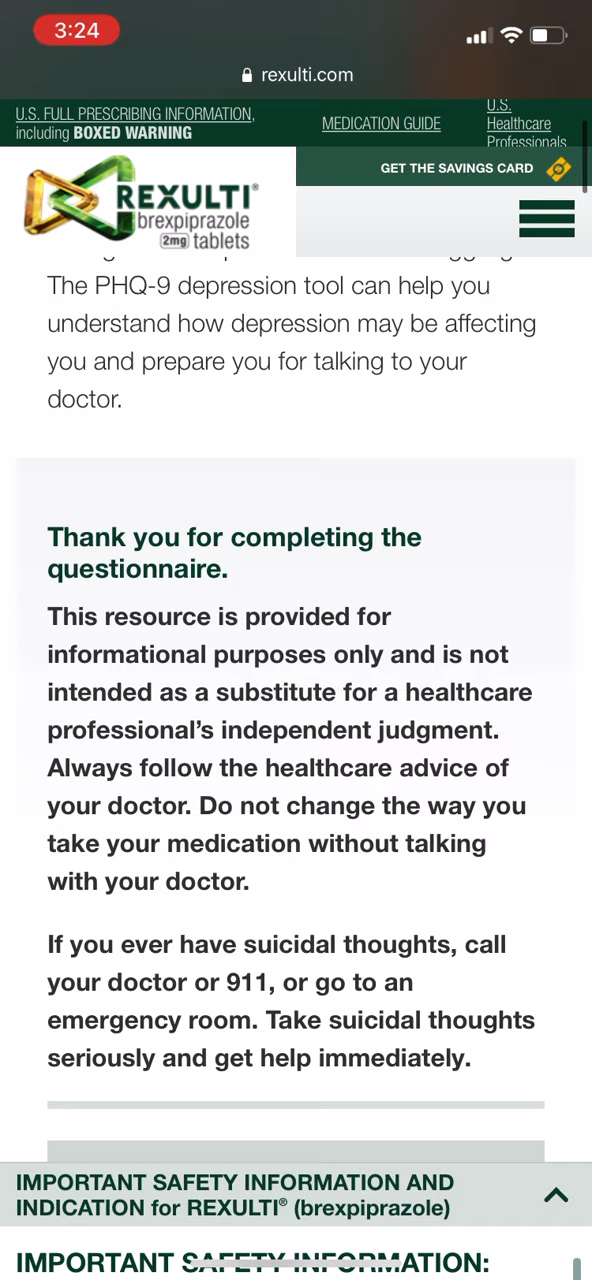 3:24
rexulti.com
U.S. FULL PRESCRIBING INFORMATION,
including BOXED WARNING
MEDICATION GUIDE
U.S.
Healthcare
Professionals
GET THE SAVINGS CARD
REXULTI®
brexpiprazole
2mg tablets
The PHQ-9 depression tool can help you
understand how depression may be affecting
you and prepare you for talking to your
doctor.
Thank you for completing the
questionnaire.
This resource is provided for
informational purposes only and is not
intended as a substitute for a healthcare
professional's independent judgment.
Always follow the healthcare advice of
your doctor. Do not change the way you
take your medication without talking
with your doctor.
If you ever have suicidal thoughts, call
your doctor or 911, or go to an
emergency room. Take suicidal thoughts
seriously and get help immediately.
IMPORTANT SAFETY INFORMATION AND
INDICATION for REXULTI® (brexpiprazole)
IMPORTANT SAFETY INFORMATION: